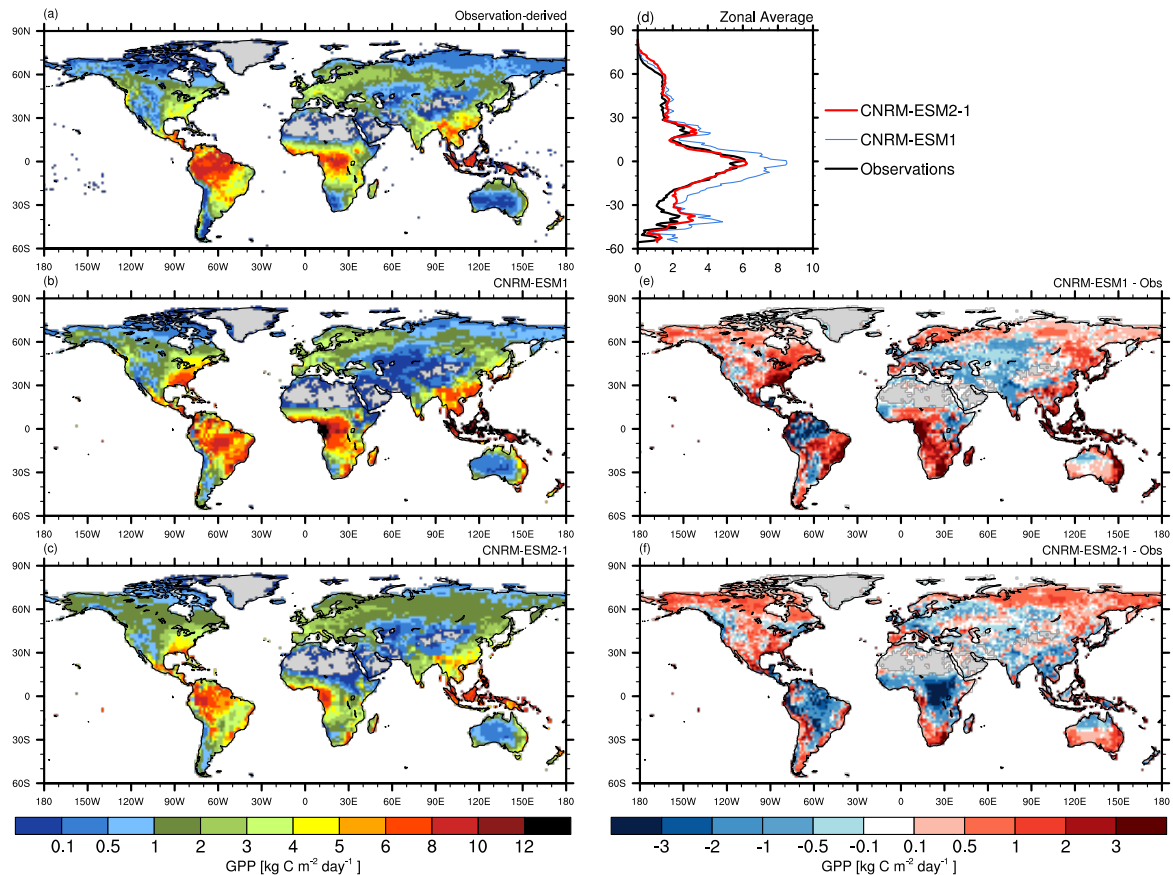 (a) Observation-derived
90N
60N
30N
0
30S
60S
180 150W 120W 90W 60W 30W 0 30E 60E 90E 120E 150E 180
(d) Zonal Average
90
60
30
0
-30
-60
0 2 4 6 8 10
CNRM-ESM2-1
CNRM-ESM1
Observations
(b) CNRM-ESM1
90N
60N
30N
0
30S
60S
180 150W 120W 90W 60W 30W 0 30E 60E 90E 120E 150E 180
(e) CNRM-ESM1 - Obs
90N
60N
30N
0
30S
60S
180 150W 120W 90W 60W 30W 0 30E 60E 90E 120E 150E 180
(c) CNRM-ESM2-1
90N
60N
30N
0
30S
60S
180 150W 120W 90W 60W 30W 0 30E 60E 90E 120E 150E 180
(f) CNRM-ESM2-1 - Obs
90N
60N
30N
0
30S
60S
180 150W 120W 90W 60W 30W 0 30E 60E 90E 120E 150E 180
0.1 0.5 1 2 3 4 5 6 8 10 12
GPP [kg C m⁻² day⁻¹ ]
-3 -2 -1 -0.5 -0.1 0.1 0.5 1 2 3
GPP [kg C m⁻² day⁻¹ ]